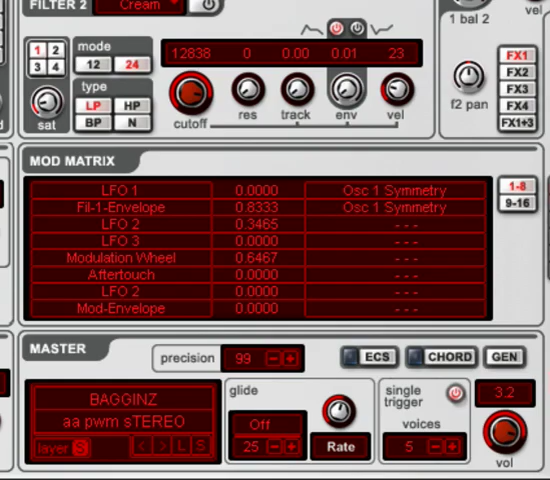 FILTER 2 Cream
1 bal 2 vel
1 2
3 4
mode
12 24
type
LP HP
BP N
sat
12838 0 0.00 0.01 23
cutoff res track env vel
f2 pan
FX1
FX2
FX3
FX4
FX1+3
MOD MATRIX
LFO 1 0.0000 Osc 1 Symmetry
Fil-1-Envelope 0.8333 Osc 1 Symmetry
LFO 2 0.3465 - - -
LFO 3 0.0000 - - -
Modulation Wheel 0.6467 - - -
Aftertouch 0.0000 - - -
LFO 2 0.0000 - - -
Mod-Envelope 0.0000 - - -
1-8
9-16
MASTER
precision 99 - +
ECS CHORD GEN
BAGGINZ
aa pwm sTEREO
layer S < > L S
glide
Off
25 - +
Rate
single
trigger
voices
5 - +
3.2
vol